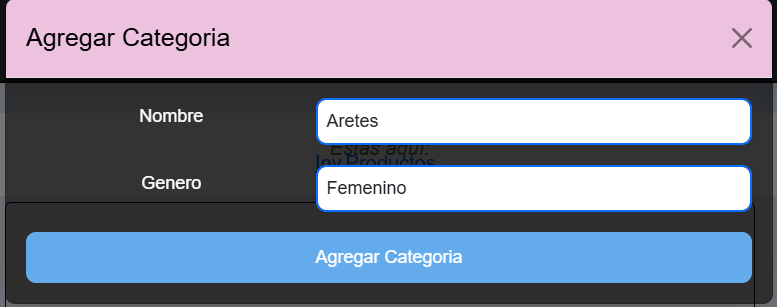 Agregar Categoria
Nombre
Aretes
Estas aquí:
Inv.Productos
Genero
Femenino
Agregar Categoria